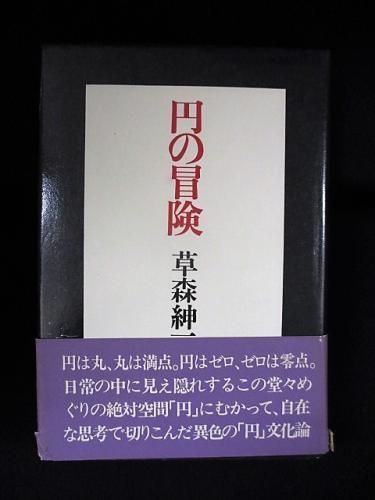 円の冒険
草森紳一
円は丸、丸は満点。円はゼロ、ゼロは零点。
日常の中に見え隠れするこの堂々め
ぐりの絶対空間「円」にむかって、自在
な思考で切りこんだ異色の「円」文化論